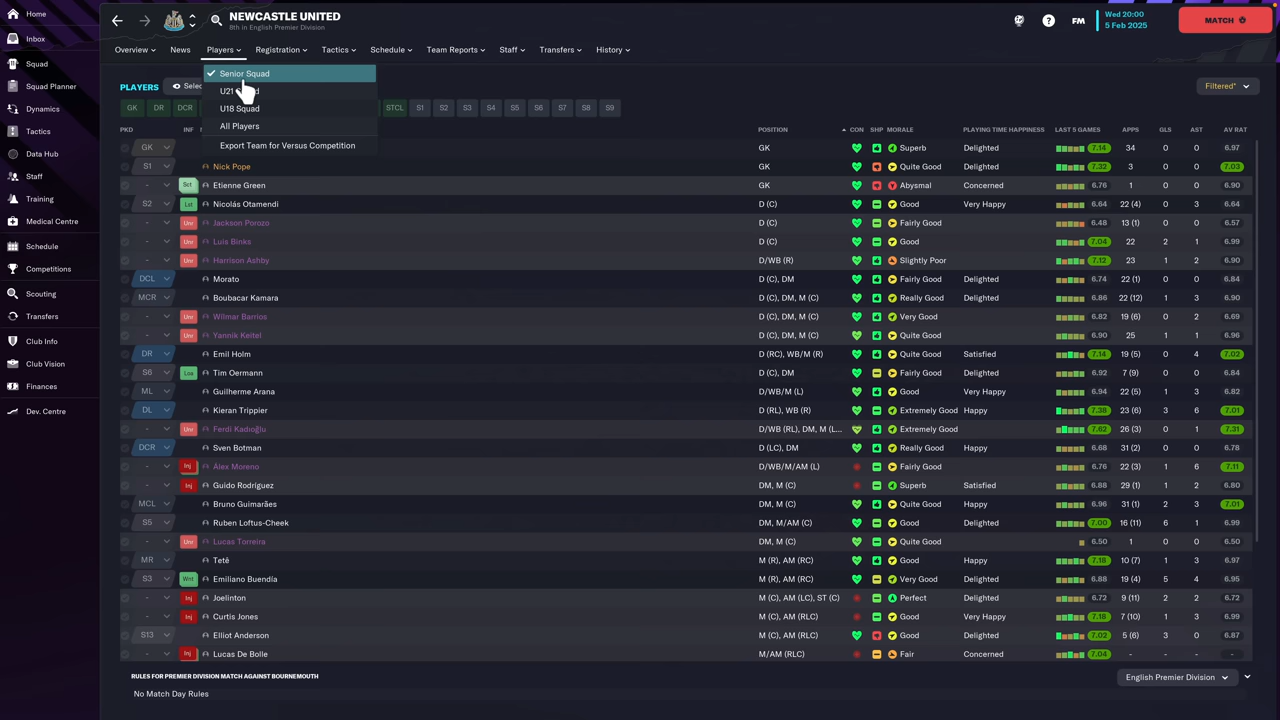 Home
Inbox
Squad
Squad Planner
Dynamics
Tactics
Data Hub
Staff
Training
Medical Centre
Schedule
Competitions
Scouting
Transfers
Club Info
Club Vision
Finances
Dev. Centre
NEWCASTLE UNITED
8th in English Premier Division
FM
Wed 20:00
5 Feb 2025
MATCH
Overview News Players Registration Tactics Schedule Team Reports Staff Transfers History
Senior Squad
U21
U18 Squad
All Players
Export Team for Versus Competition
PLAYERS
Filtered*
GK DR DCR STCL S1 S2 S3 S4 S5 S6 S7 S8 S9
PKD INF POSITION CON SHP MORALE PLAYING TIME HAPPINESS LAST 5 GAMES APPS GLS AST AV RAT
GK GK Superb Delighted 7.14 34 0 0 6.97
S1 Nick Pope GK Quite Good Delighted 7.32 3 0 0 7.03
- Sct Etienne Green GK Abysmal Concerned 6.76 1 0 0 6.90
S2 Lst Nicolás Otamendi D (C) Good Very Happy 6.64 22 (4) 0 3 6.64
- Unr Jackson Porozo D (C) Fairly Good 6.48 13 (1) 0 0 6.57
- Unr Luis Binks D (C) Good 7.04 22 2 1 6.99
- Unr Harrison Ashby D/WB (R) Slightly Poor 7.12 23 1 2 6.90
DCL Morato D (C), DM Fairly Good Delighted 6.74 22 (1) 0 0 6.84
MCR Boubacar Kamara D (C), DM, M (C) Really Good Delighted 6.86 22 (12) 1 3 6.90
- Unr Wilmar Barrios D (C), DM, M (C) Very Good 6.82 19 (6) 0 2 6.69
- Unr Yannik Keitel D (C), DM, M (C) Quite Good 6.90 25 1 1 6.96
DR Emil Holm D (RC), WB/M (R) Quite Good Satisfied 7.14 19 (5) 0 4 7.02
S6 Loa Tim Oermann D (C), DM Fairly Good Delighted 6.92 7 (9) 0 0 6.84
ML Guilherme Arana D/WB/M (L) Good Very Happy 6.94 22 (5) 1 3 6.82
DL Kieran Trippier D (RL), WB (R) Extremely Good Happy 7.38 23 (6) 3 6 7.01
- Unr Ferdi Kadıoğlu D/WB (RL), DM, M (L... Extremely Good 7.62 26 (3) 0 1 7.31
DCR Sven Botman D (LC), DM Really Good Happy 6.68 31 (2) 0 0 6.78
- Inj Álex Moreno D/WB/M/AM (L) Fairly Good 6.76 22 (3) 1 6 7.11
- Inj Guido Rodríguez DM, M (C) Superb Satisfied 6.88 29 (1) 1 2 6.80
MCL Bruno Guimarães DM, M (C) Quite Good Happy 6.96 31 (1) 2 3 7.01
S5 Ruben Loftus-Cheek DM, M/AM (C) Good Delighted 7.00 16 (11) 6 1 6.99
- Unr Lucas Torreira DM, M (C) Quite Good 6.50 1 0 0 6.50
MR Tetê M (R), AM (RC) Good Happy 7.18 10 (7) 1 3 6.97
S3 Wnt Emiliano Buendía M (R), AM (RC) Very Good Delighted 6.88 19 (4) 5 4 6.95
- Inj Joelinton M (C), AM (LC), ST (C) Perfect Delighted 6.72 9 (11) 2 2 6.72
- Inj Curtis Jones M (C), AM (RLC) Good Very Happy 7.18 7 (10) 1 3 6.99
S13 Elliot Anderson M (C), AM (RLC) Good Delighted 7.02 5 (6) 3 0 6.87
- Inj Lucas De Bolle M/AM (RLC) Fair Concerned 7.04 - - - -
RULES FOR PREMIER DIVISION MATCH AGAINST BOURNEMOUTH
English Premier Division
No Match Day Rules